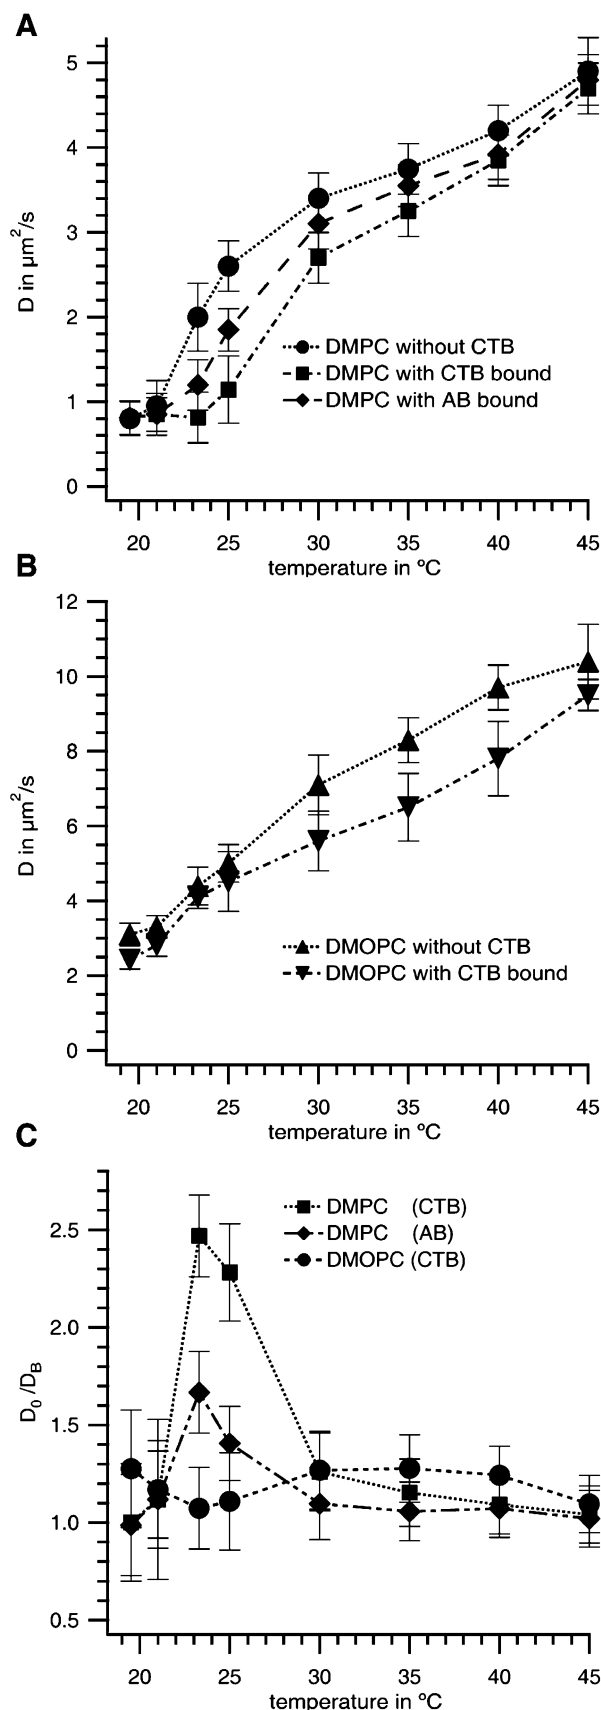 A
5
4
3
2
1
0
D in µm²/s
DMPC without CTB
DMPC with CTB bound
DMPC with AB bound
20 25 30 35 40 45
temperature in ºC
B
12
10
8
6
4
2
0
D in µm²/s
DMOPC without CTB
DMOPC with CTB bound
20 25 30 35 40 45
temperature in ºC
C
2.5
2.0
1.5
1.0
0.5
D₀/D_B
DMPC (CTB)
DMPC (AB)
DMOPC (CTB)
20 25 30 35 40 45
temperature in ºC